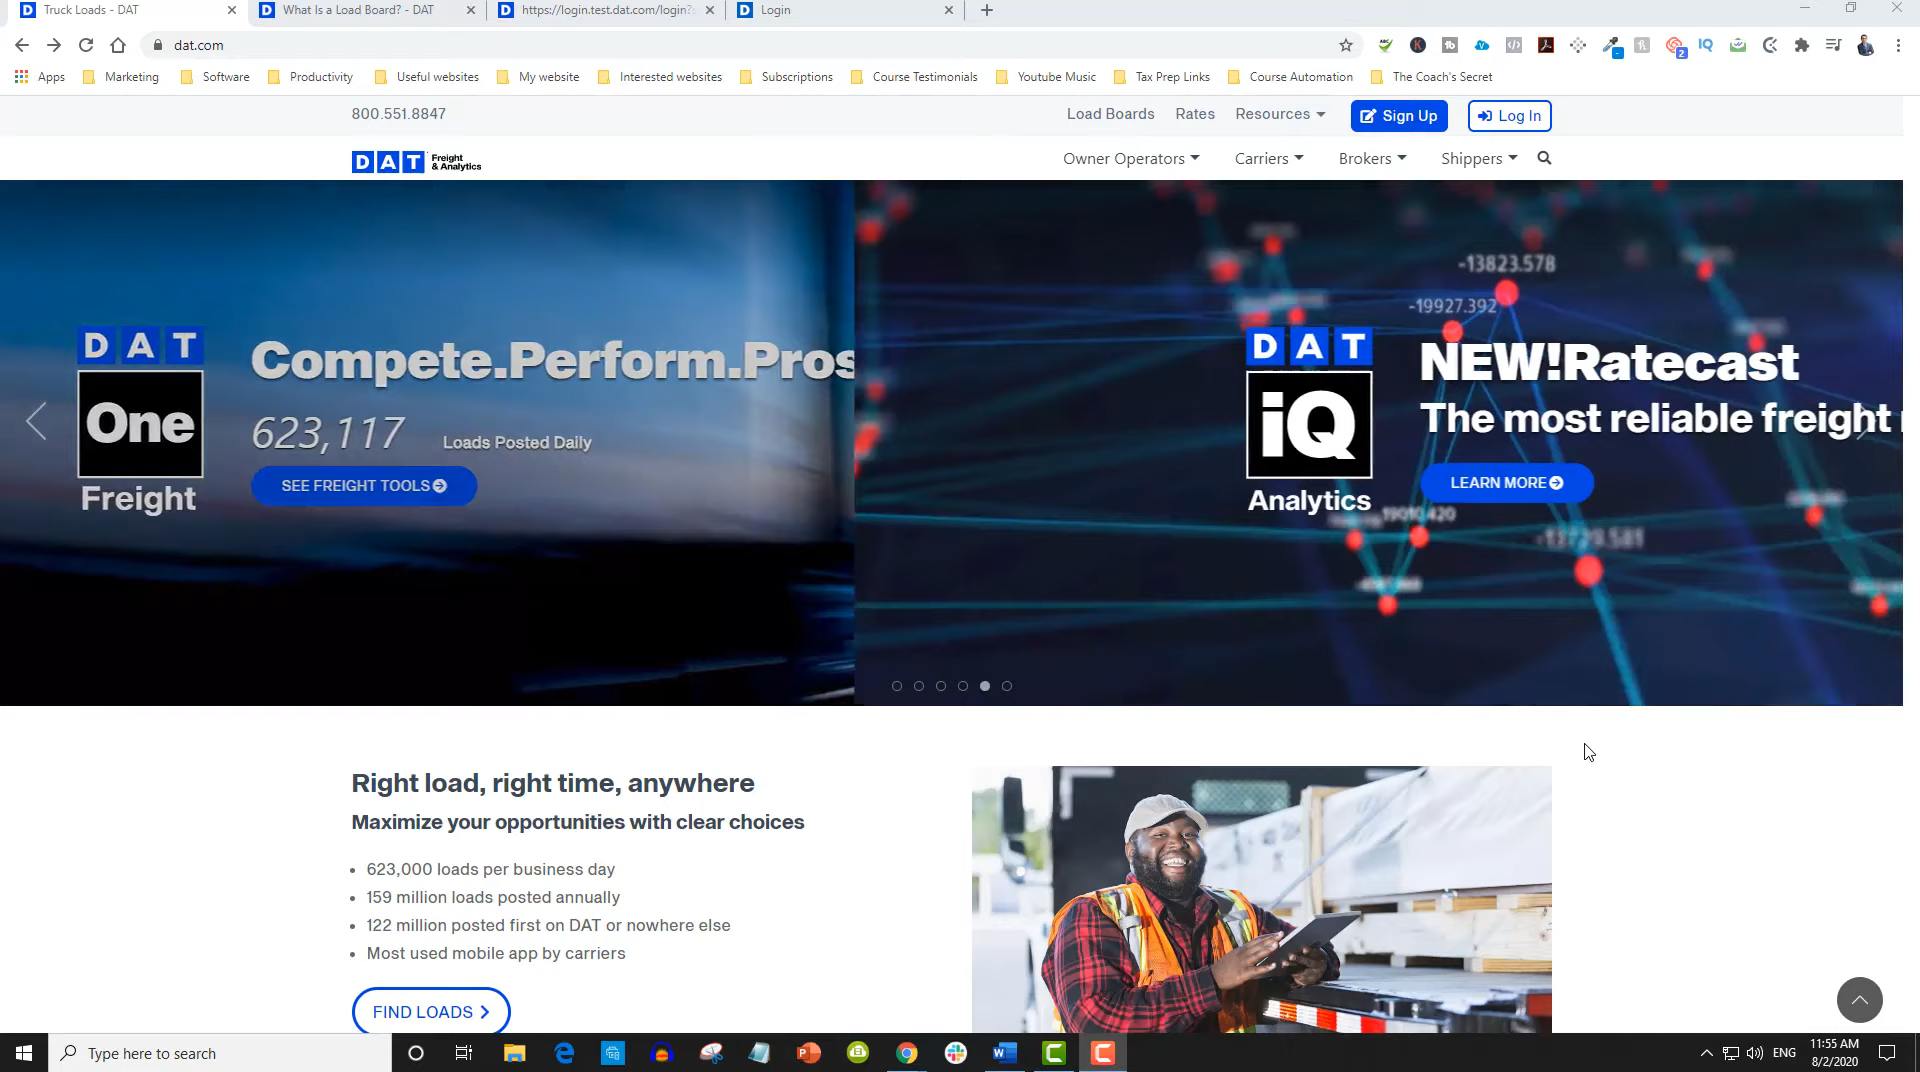 Truck Loads - DAT
What Is a Load Board? - DAT
https://login.test.dat.com/login?
Login
dat.com
Apps
Marketing
Software
Productivity
Useful websites
My website
Interested websites
Subscriptions
Course Testimonials
Youtube Music
Tax Prep Links
Course Automation
The Coach's Secret
800.551.8847
Load Boards
Rates
Resources
Sign Up
Log In
DAT Freight & Analytics
Owner Operators
Carriers
Brokers
Shippers
DAT
One
Freight
Compete.Perform.Pros
623,117 Loads Posted Daily
SEE FREIGHT TOOLS
-13823.578
-19927.392
DAT
iQ
Analytics
NEW!Ratecast
The most reliable freight
LEARN MORE
19010.420
-13729.581
Right load, right time, anywhere
Maximize your opportunities with clear choices
• 623,000 loads per business day
• 159 million loads posted annually
• 122 million posted first on DAT or nowhere else
• Most used mobile app by carriers
FIND LOADS
Type here to search
ENG
11:55 AM
8/2/2020